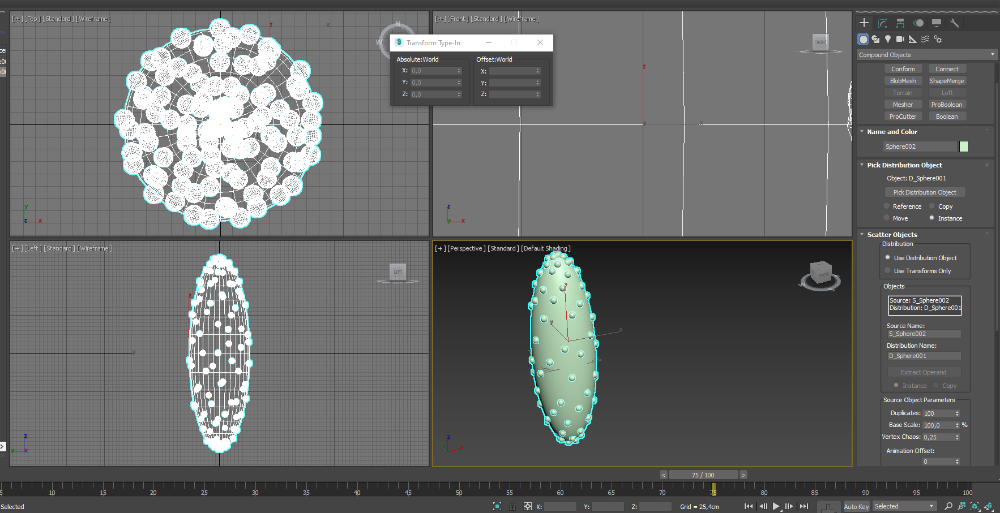 [+] [Top] [Standard] [Wireframe]
[+] [Front] [Standard] [Wireframe]
N
W
FRONT
3 Transform Type-In
Absolute:World
Offset:World
X: 0,0
X:
Y: 0,0
Y:
Z: 0,0
Z:
z
x
z
y
x
y
z
x
z
y
x
[+] [Left] [Standard] [Wireframe]
[+] [Perspective] [Standard] [Default Shading]
LEFT
FRONT
z
y
z
y
x
z
y
x
z
y
x
Compound Objects
Conform
Connect
BlobMesh
ShapeMerge
Terrain
Loft
Mesher
ProBoolean
ProCutter
Boolean
Name and Color
Sphere002
Pick Distribution Object
Object: D_Sphere001
Pick Distribution Object
Reference
Copy
Move
Instance
Scatter Objects
Distribution
Use Distribution Object
Use Transforms Only
Objects
Source: S_Sphere002
Distribution: D_Sphere001
Source Name:
S_Sphere002
Distribution Name:
D_Sphere001
Extract Operand
Instance
Copy
Source Object Parameters
Duplicates: 100
Base Scale: 100,0 %
Vertex Chaos: 0,25
Animation Offset:
0
< 75 / 100 >
5 10 15 20 25 30 35 40 45 50 55 60 65 70 75 80 85 90 95 100
Selected
X:
Y:
Z:
Grid = 25,4cm
Auto Key
Selected